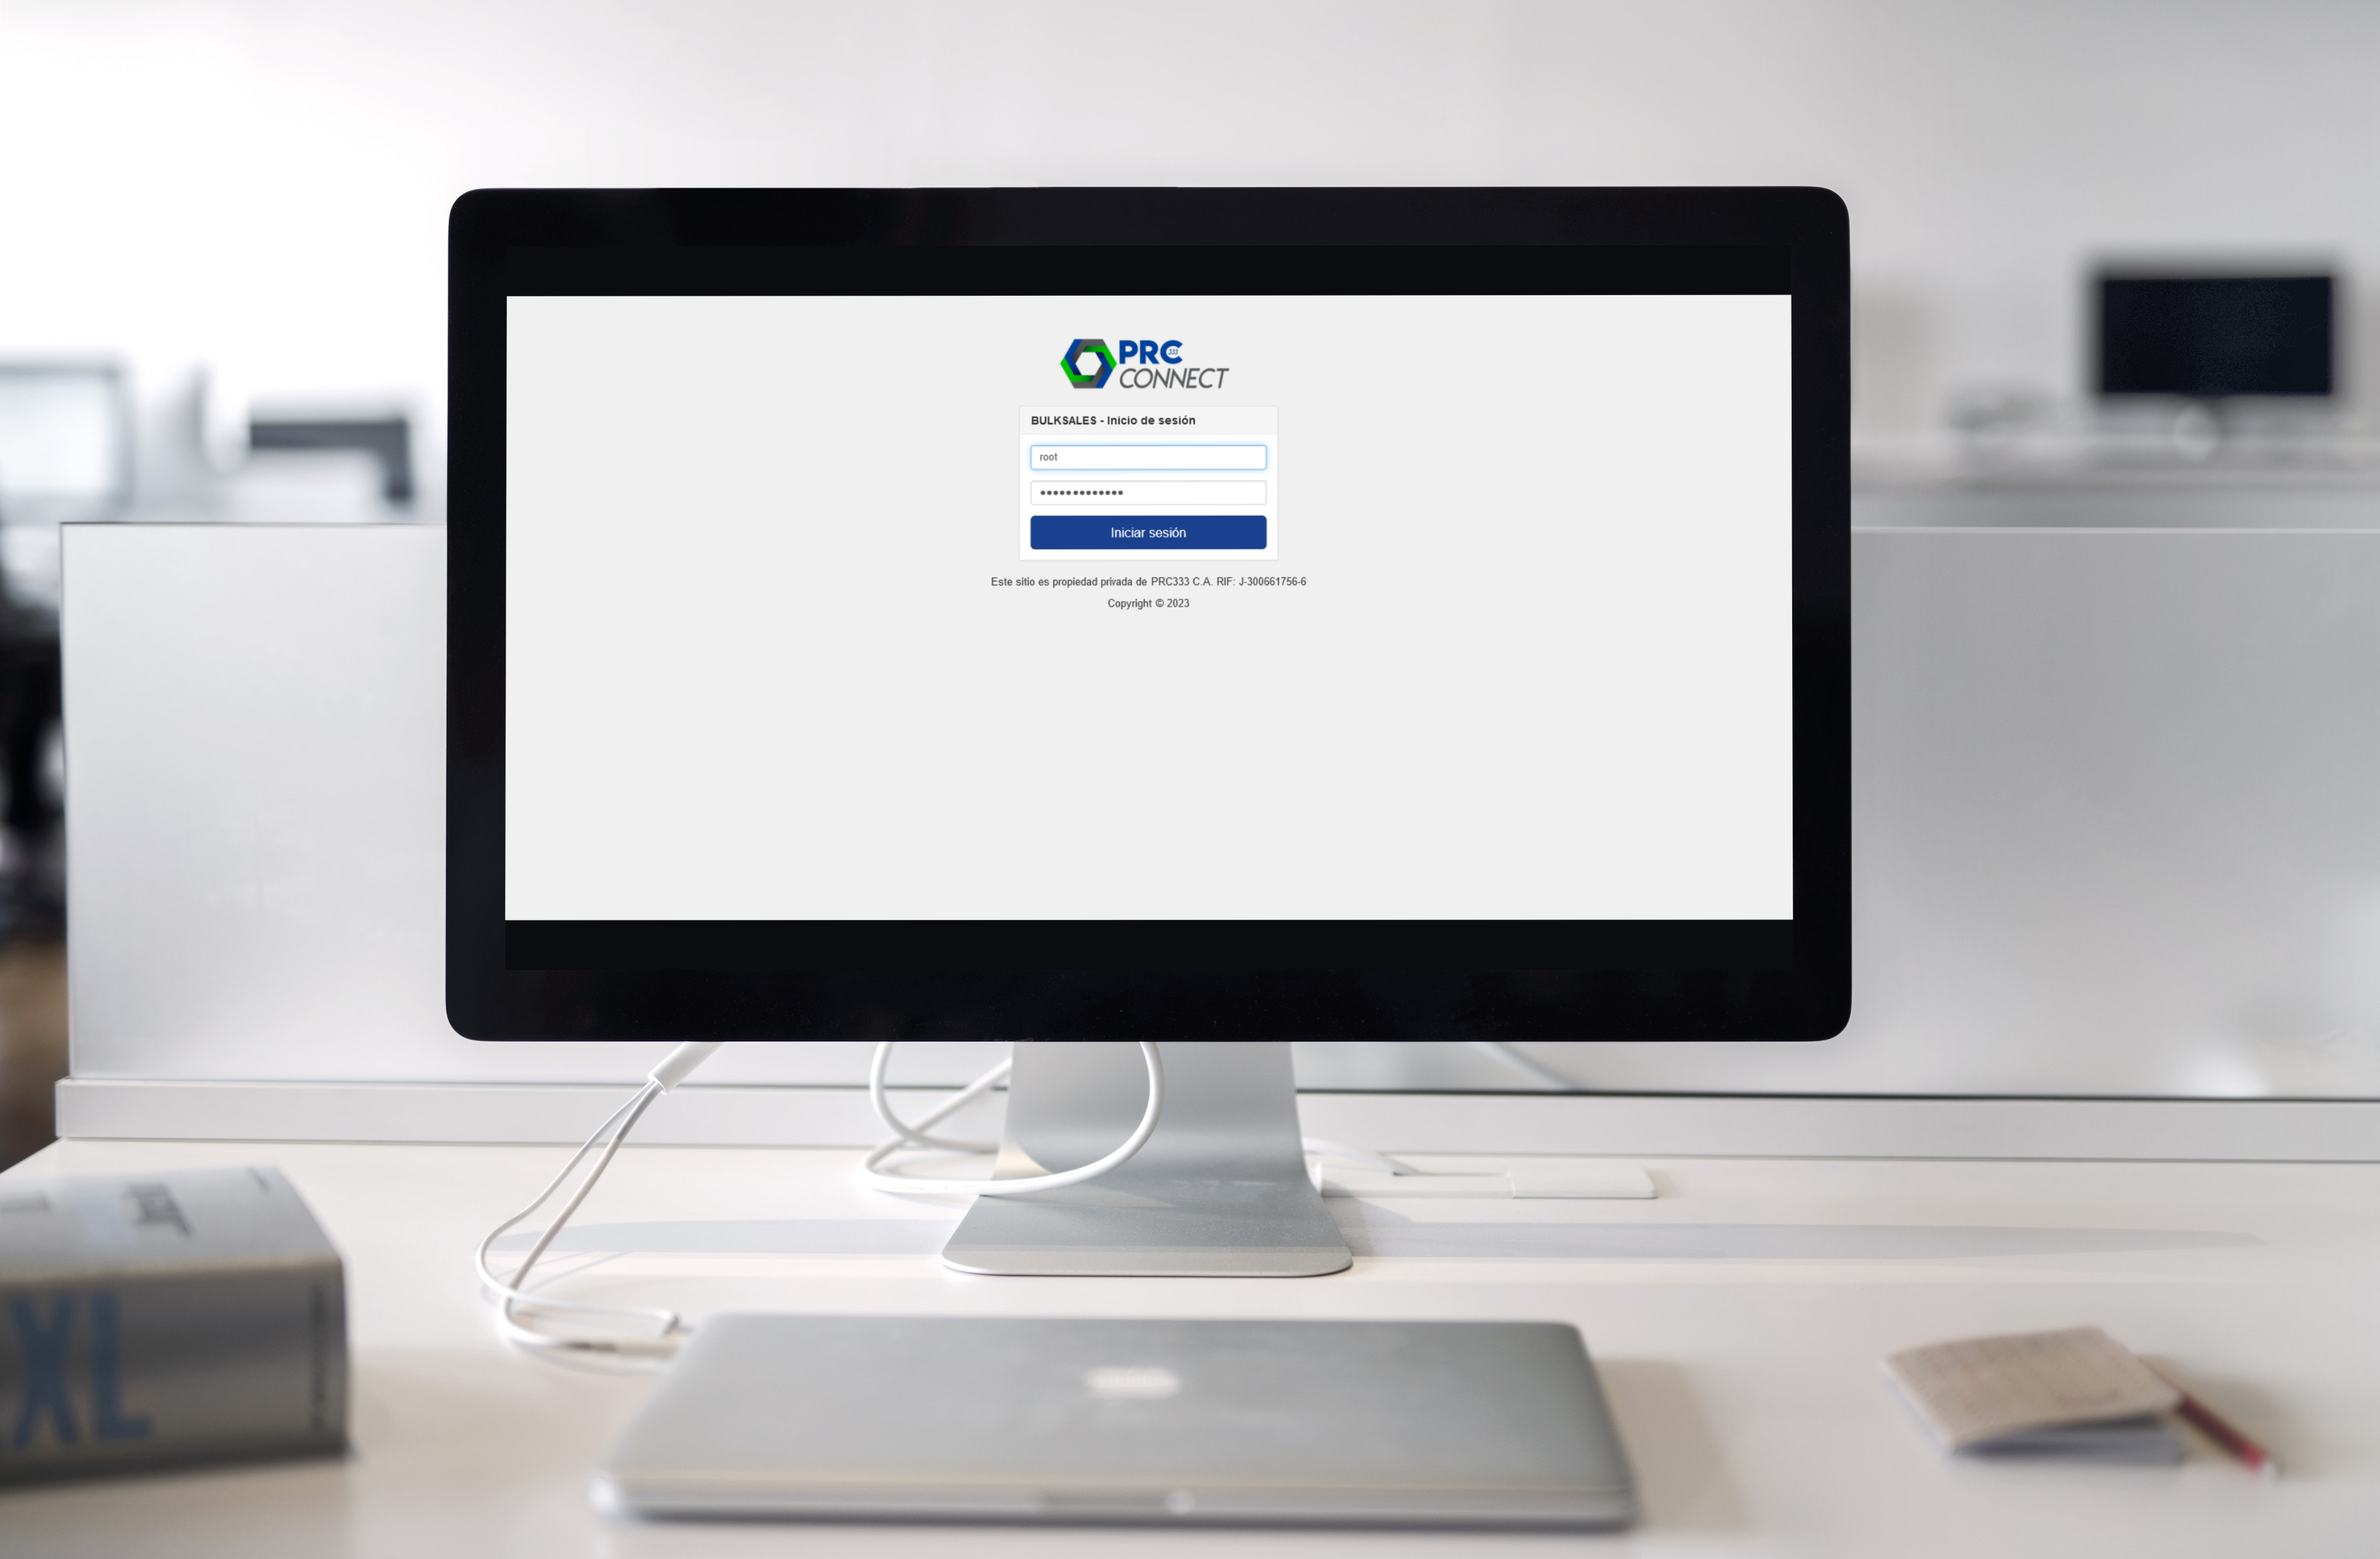 PRC
333
CONNECT
BULKSALES - Inicio de sesión
root
•••••••••••••
Iniciar sesión
Este sitio es propiedad privada de PRC333 C.A. RIF: J-300661756-6
Copyright © 2023
XL